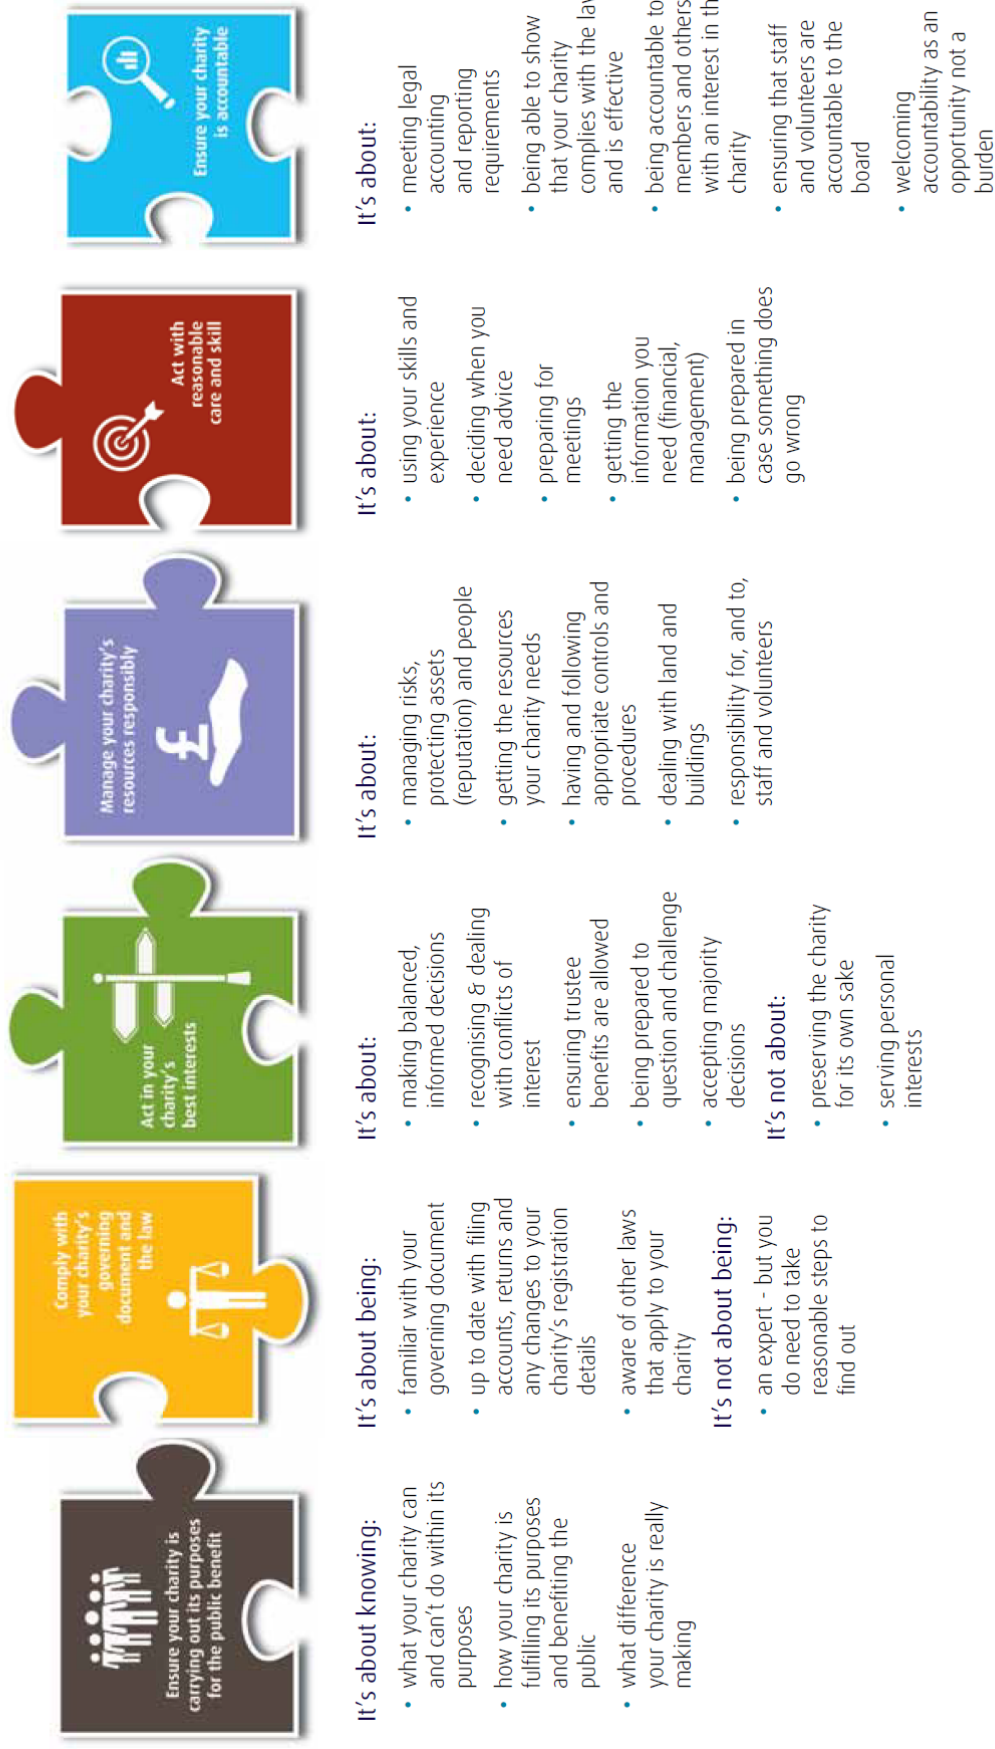 Ensure your charity is
carrying out its purposes
for the public benefit
It's about knowing:
• what your charity can
and can't do within its
purposes
• how your charity is
fulfilling its purposes
and benefiting the
public
• what difference
your charity is really
making
Comply with
your charity's
governing
document and
the law
It's about being:
• familiar with your
governing document
• up to date with filing
accounts, returns and
any changes to your
charity's registration
details
• aware of other laws
that apply to your
charity
It's not about being:
• an expert - but you
do need to take
reasonable steps to
find out
Act in your
charity's
best interests
It's about:
• making balanced,
informed decisions
• recognising & dealing
with conflicts of
interest
• ensuring trustee
benefits are allowed
• being prepared to
question and challenge
• accepting majority
decisions
It's not about:
• preserving the charity
for its own sake
• serving personal
interests
Manage your charity's
resources responsibly
£
It's about:
• managing risks,
protecting assets
(reputation) and people
• getting the resources
your charity needs
• having and following
appropriate controls and
procedures
• dealing with land and
buildings
• responsibility for, and to,
staff and volunteers
Act with
reasonable
care and skill
It's about:
• using your skills and
experience
• deciding when you
need advice
• preparing for
meetings
• getting the
information you
need (financial,
management)
• being prepared in
case something does
go wrong
Ensure your charity
is accountable
It's about:
• meeting legal
accounting
and reporting
requirements
• being able to show
that your charity
complies with the law
and is effective
• being accountable to
members and others
with an interest in th
charity
• ensuring that staff
and volunteers are
accountable to the
board
• welcoming
accountability as an
opportunity not a
burden